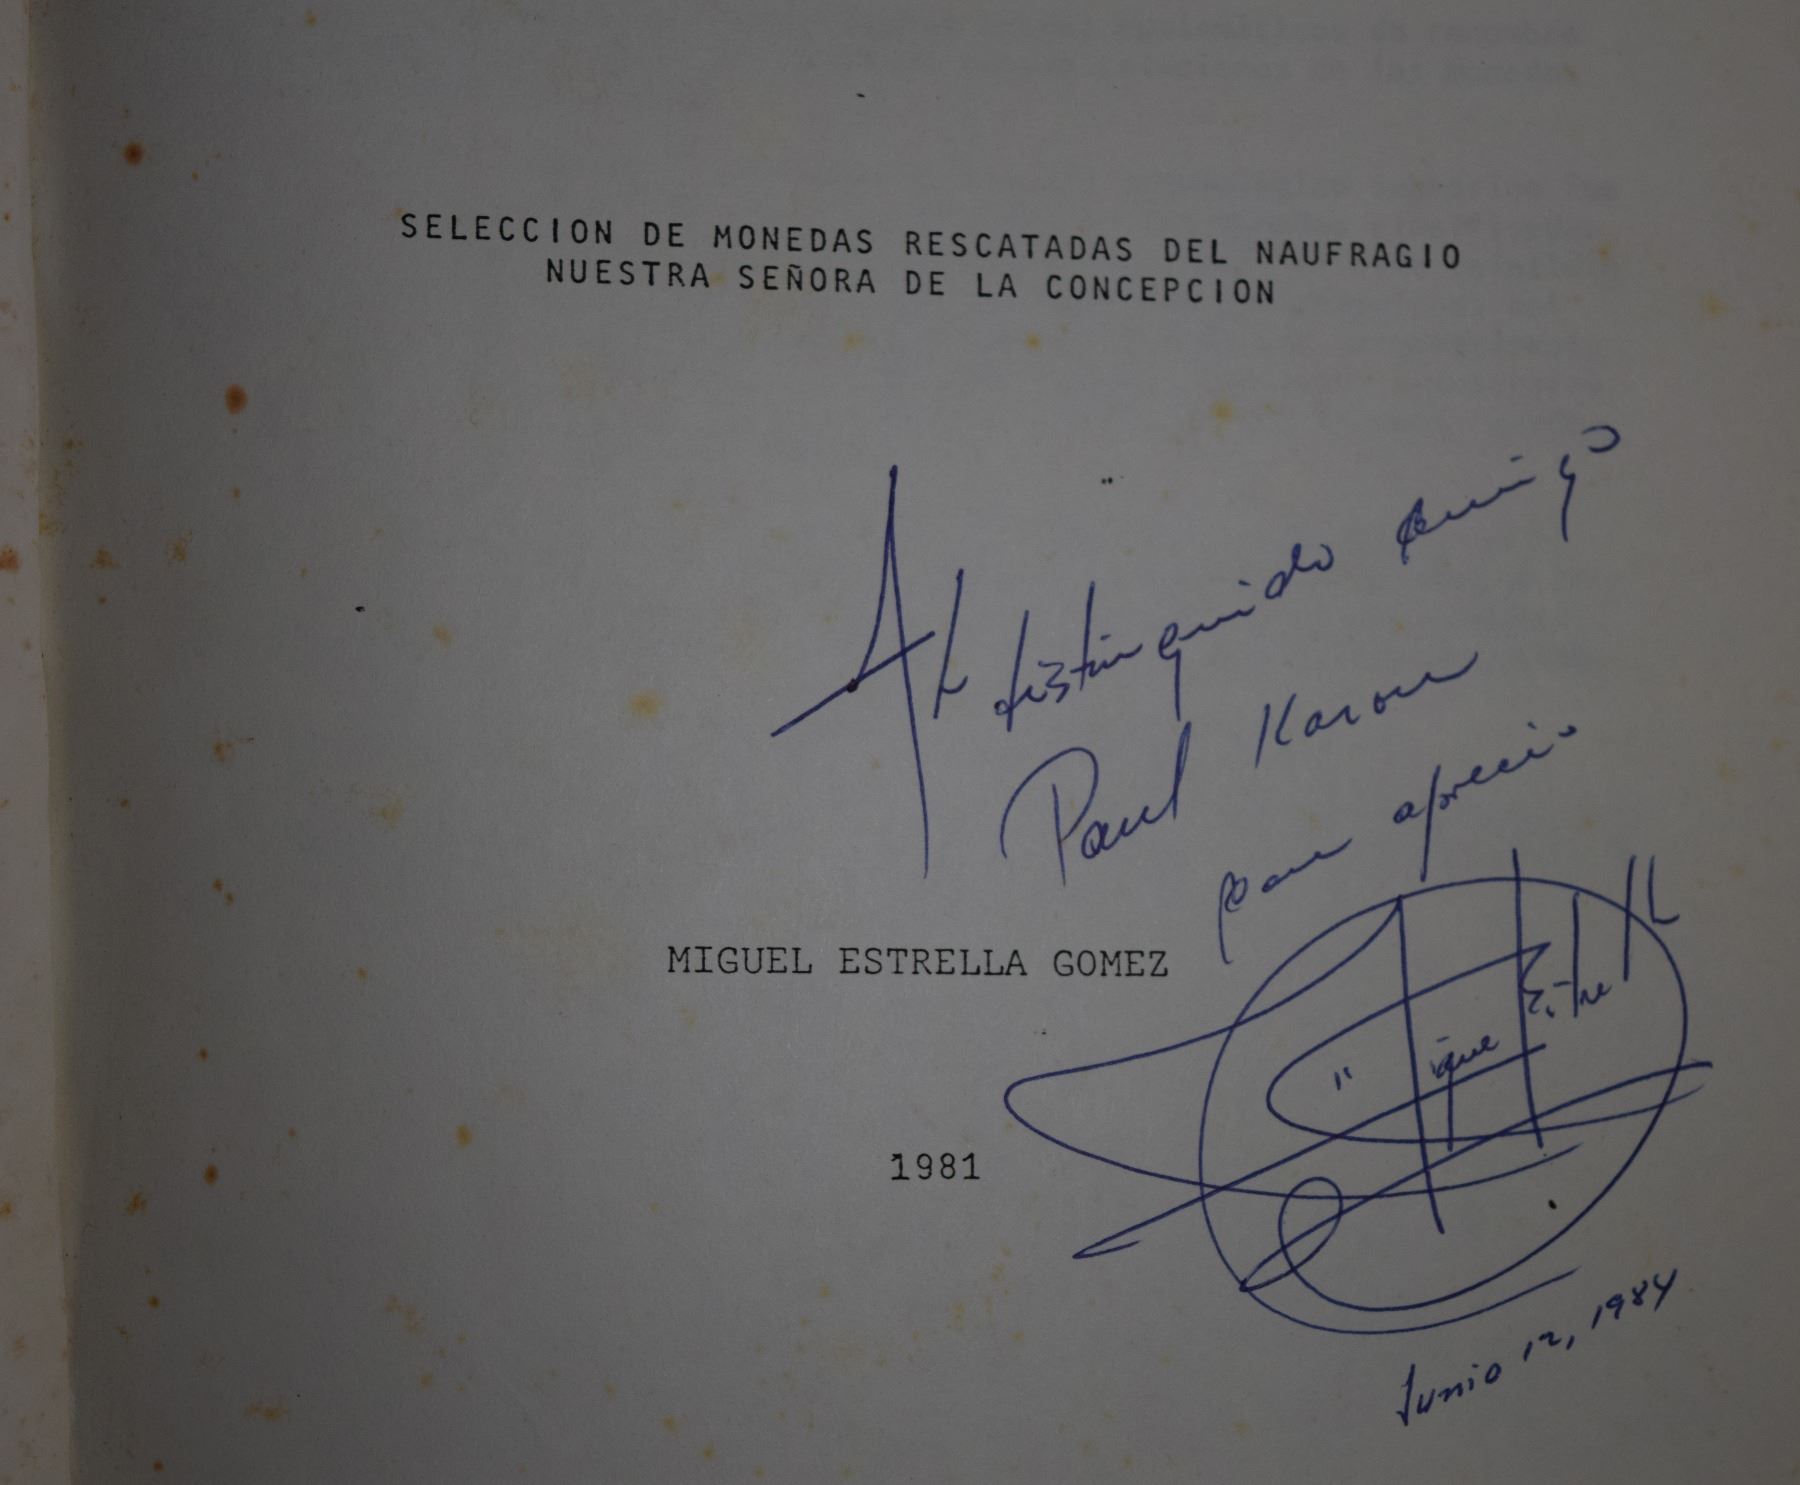 SELECCION DE MONEDAS RESCATADAS DEL NAUFRAGIO
NUESTRA SEÑORA DE LA CONCEPCION
Al distinguido amigo
Paul Karon
con aprecio
MIGUEL ESTRELLA GOMEZ
1981
Junio 12, 1984